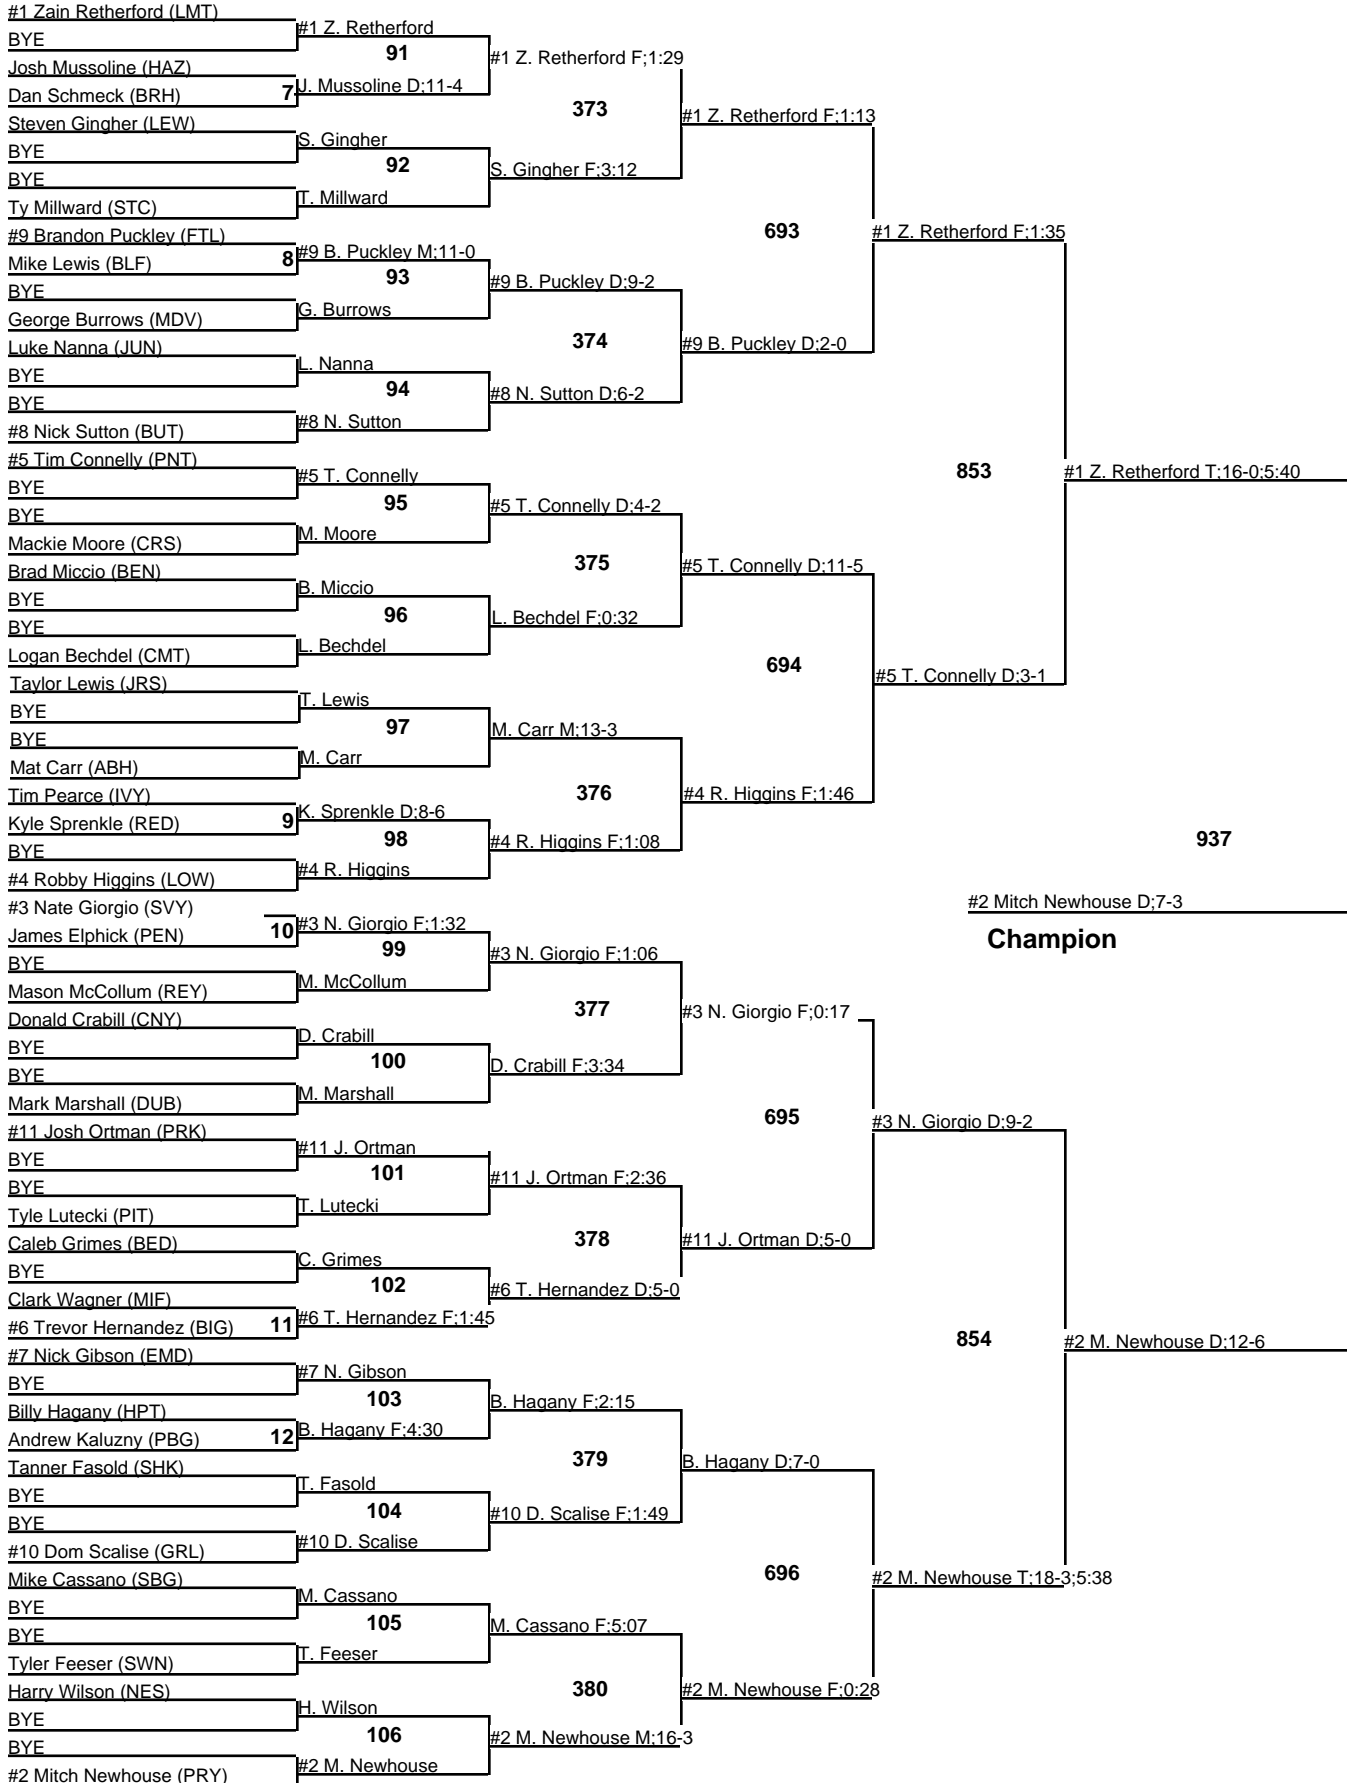 #1 Zain Retherford (LMT)
BYE
Josh Mussoline (HAZ)
Dan Schmeck (BRH)
Steven Gingher (LEW)
BYE
BYE
Ty Millward (STC)
#9 Brandon Puckley (FTL)
Mike Lewis (BLF)
BYE
George Burrows (MDV)
Luke Nanna (JUN)
BYE
BYE
#8 Nick Sutton (BUT)
#5 Tim Connelly (PNT)
BYE
BYE
Mackie Moore (CRS)
Brad Miccio (BEN)
BYE
BYE
Logan Bechdel (CMT)
Taylor Lewis (JRS)
BYE
BYE
Mat Carr (ABH)
Tim Pearce (IVY)
Kyle Sprenkle (RED)
BYE
#4 Robby Higgins (LOW)
#3 Nate Giorgio (SVY)
James Elphick (PEN)
BYE
Mason McCollum (REY)
Donald Crabill (CNY)
BYE
BYE
Mark Marshall (DUB)
#11 Josh Ortman (PRK)
BYE
BYE
Tyle Lutecki (PIT)
Caleb Grimes (BED)
BYE
Clark Wagner (MIF)
#6 Trevor Hernandez (BIG)
#7 Nick Gibson (EMD)
BYE
Billy Hagany (HPT)
Andrew Kaluzny (PBG)
Tanner Fasold (SHK)
BYE
BYE
#10 Dom Scalise (GRL)
Mike Cassano (SBG)
BYE
BYE
Tyler Feeser (SWN)
Harry Wilson (NES)
BYE
BYE
#2 Mitch Newhouse (PRY)
7
8
9
10
11
12
#1 Z. Retherford
91
J. Mussoline D;11-4
S. Gingher
92
T. Millward
#9 B. Puckley M;11-0
93
G. Burrows
L. Nanna
94
#8 N. Sutton
#5 T. Connelly
95
M. Moore
B. Miccio
96
L. Bechdel
T. Lewis
97
M. Carr
K. Sprenkle D;8-6
98
#4 R. Higgins
#3 N. Giorgio F;1:32
99
M. McCollum
D. Crabill
100
M. Marshall
#11 J. Ortman
101
T. Lutecki
C. Grimes
102
#6 T. Hernandez F;1:45
#7 N. Gibson
103
B. Hagany F;4:30
T. Fasold
104
#10 D. Scalise
M. Cassano
105
T. Feeser
H. Wilson
106
#2 M. Newhouse
#1 Z. Retherford F;1:29
373
S. Gingher F;3:12
#9 B. Puckley D;9-2
374
#8 N. Sutton D;6-2
#5 T. Connelly D;4-2
375
L. Bechdel F;0:32
M. Carr M;13-3
376
#4 R. Higgins F;1:08
#3 N. Giorgio F;1:06
377
D. Crabill F;3:34
#11 J. Ortman F;2:36
378
#6 T. Hernandez D;5-0
B. Hagany F;2:15
379
#10 D. Scalise F;1:49
M. Cassano F;5:07
380
#2 M. Newhouse M;16-3
#1 Z. Retherford F;1:13
693
#9 B. Puckley D;2-0
#5 T. Connelly D;11-5
694
#4 R. Higgins F;1:46
#3 N. Giorgio F;0:17
695
#11 J. Ortman D;5-0
B. Hagany D;7-0
696
#2 M. Newhouse F;0:28
#1 Z. Retherford F;1:35
853
#5 T. Connelly D;3-1
#3 N. Giorgio D;9-2
854
#2 M. Newhouse T;18-3;5:38
#1 Z. Retherford T;16-0;5:40
937
#2 M. Newhouse D;12-6
#2 Mitch Newhouse D;7-3
Champion